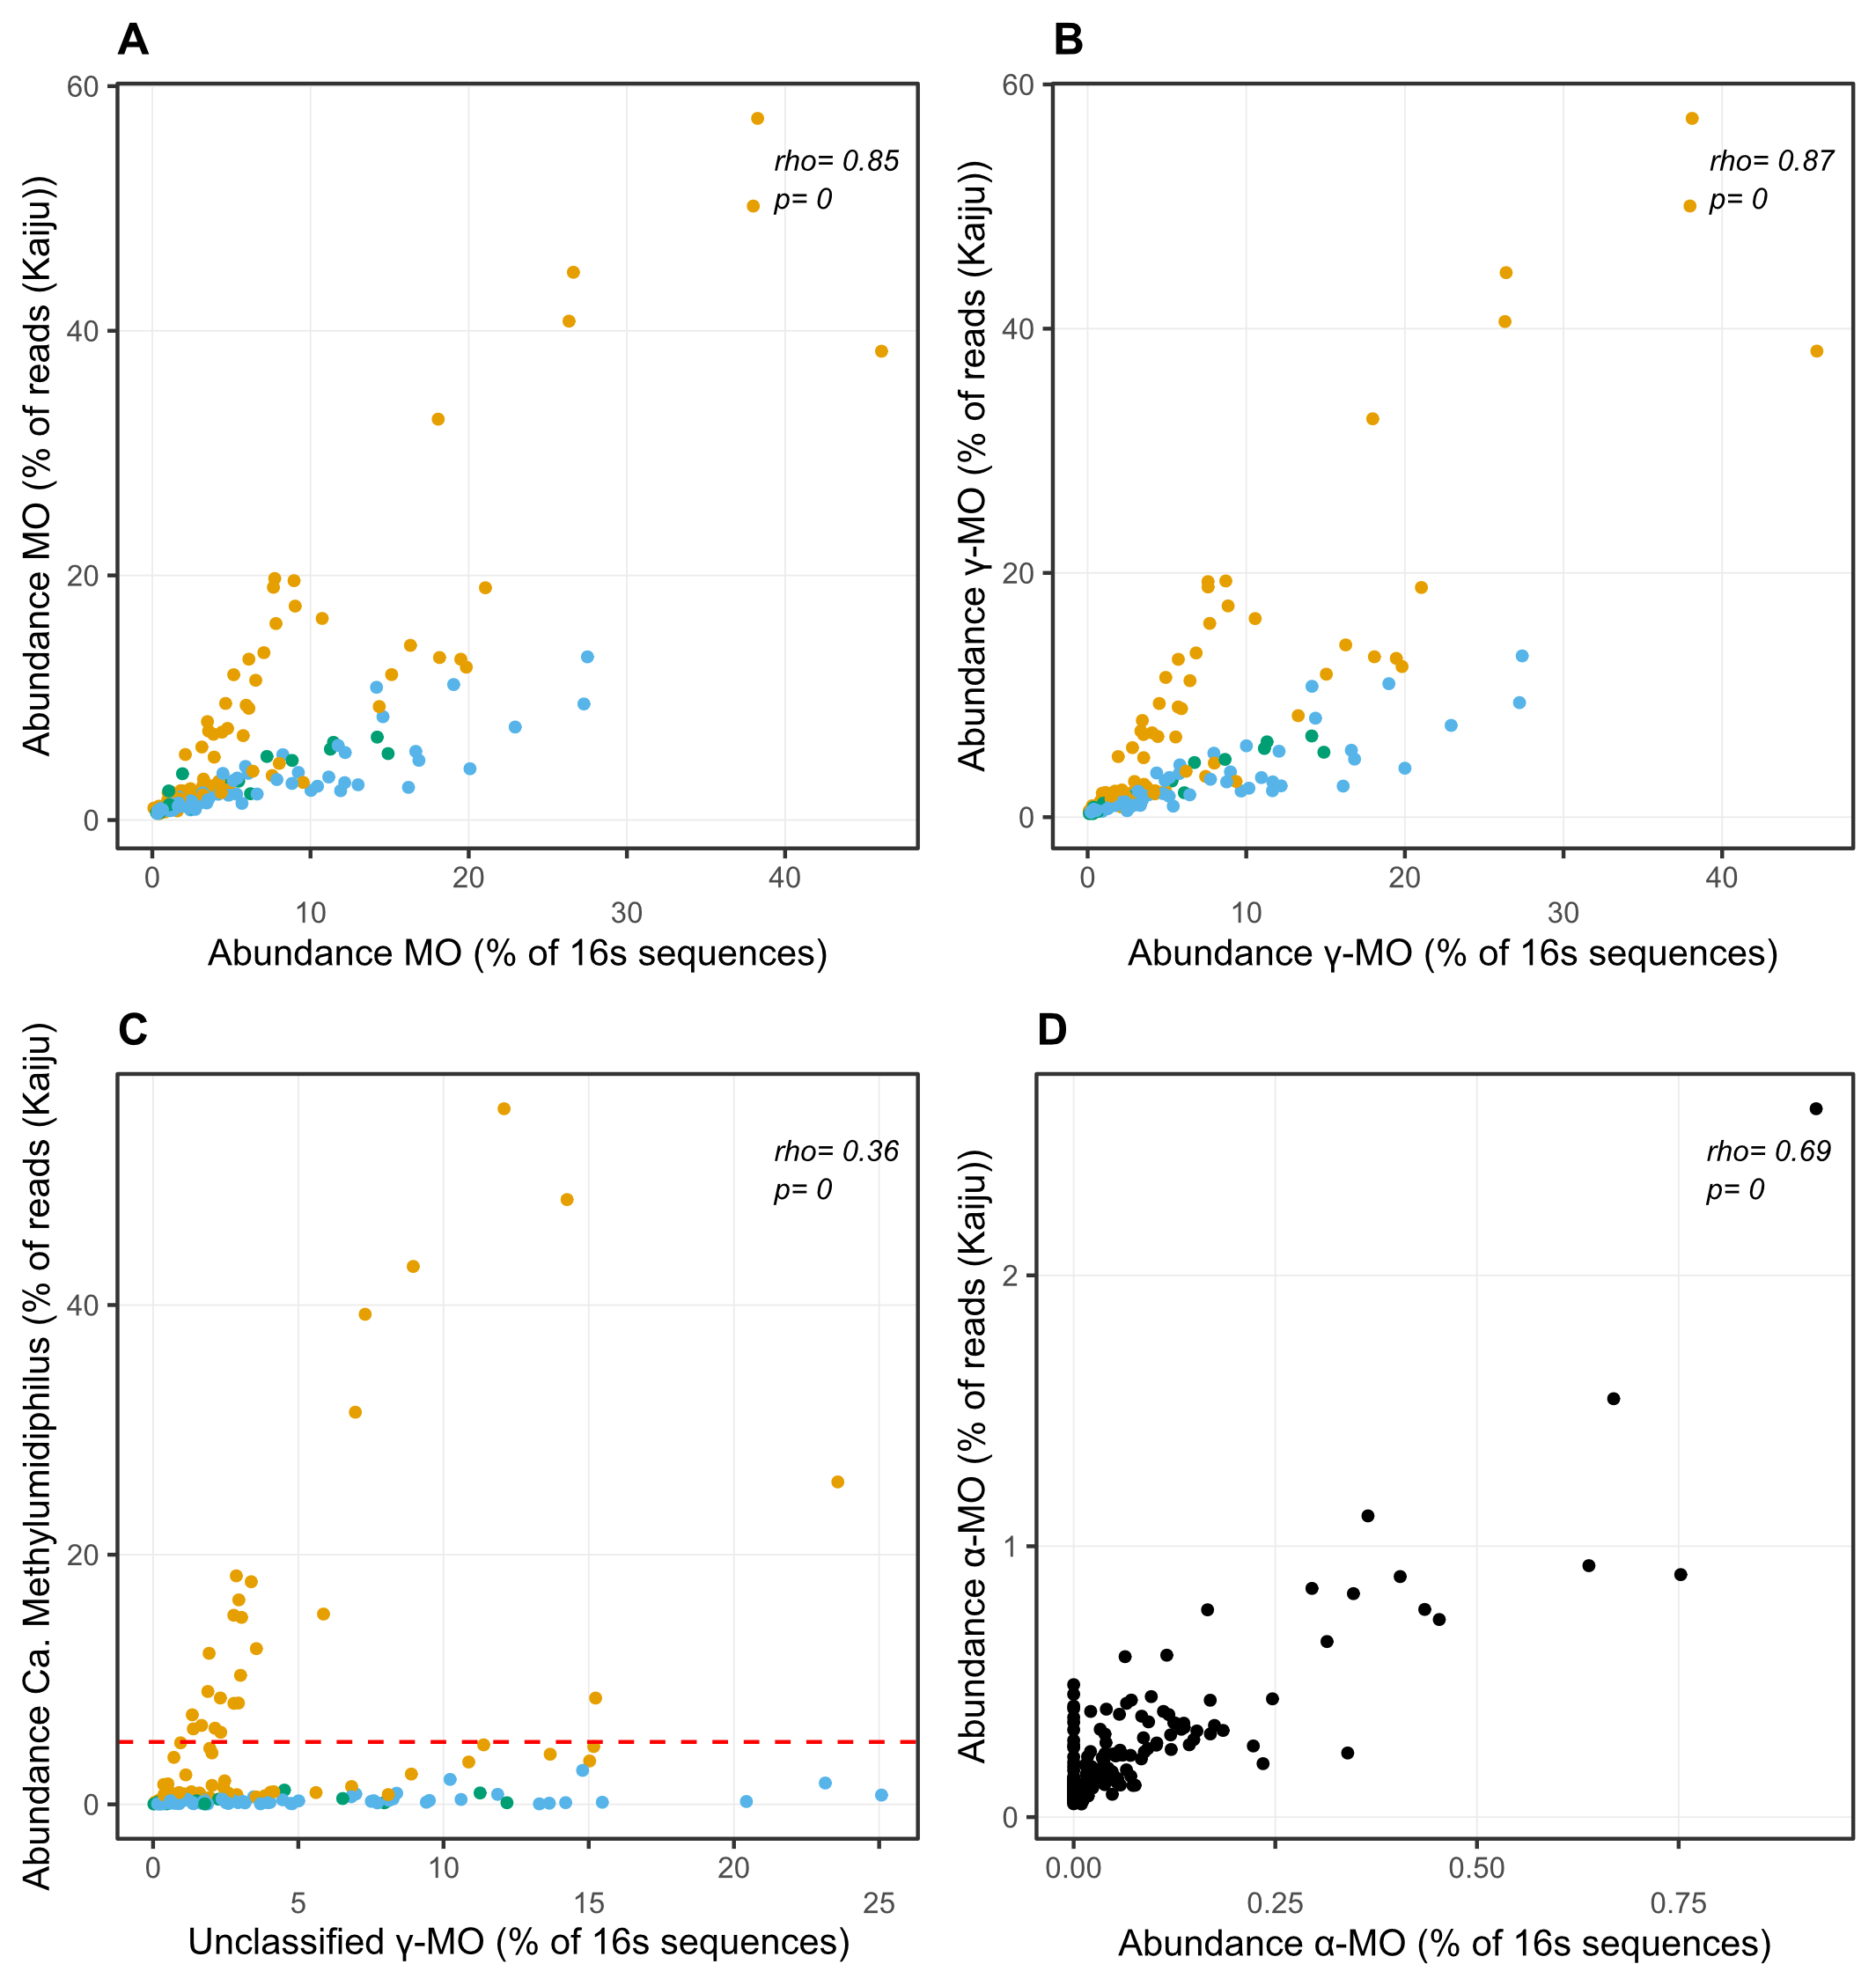 A
Abundance MO (% of reads (Kaiju))
60
40
20
0
rho= 0.85
p= 0
0
20
40
10
30
Abundance MO (% of 16s sequences)
B
Abundance γ-MO (% of reads (Kaiju))
60
40
20
0
rho= 0.87
p= 0
0
20
40
10
30
Abundance γ-MO (% of 16s sequences)
C
Abundance Ca. Methylumidiphilus (% of reads (Kaiju)
40
20
0
rho= 0.36
p= 0
0
10
20
5
15
25
Unclassified γ-MO (% of 16s sequences)
D
Abundance α-MO (% of reads (Kaiju))
2
1
0
rho= 0.69
p= 0
0.00
0.50
0.25
0.75
Abundance α-MO (% of 16s sequences)